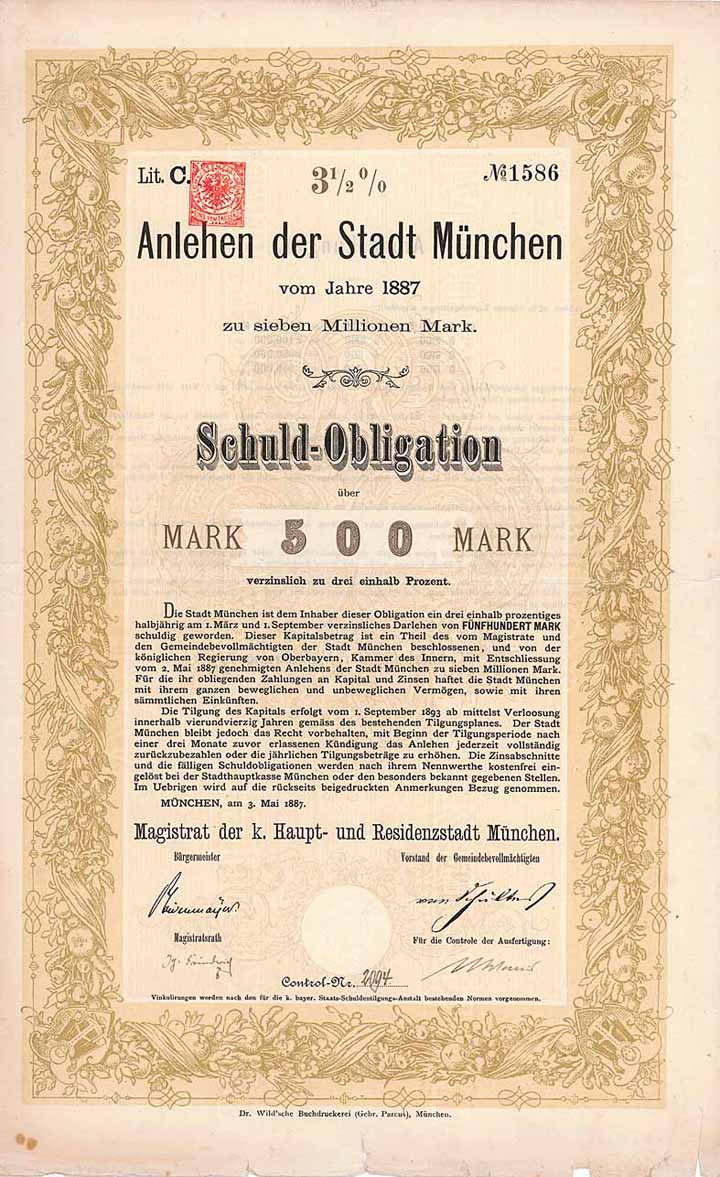 Lit. C.
3 1/2 %
№ 1586
Anlehen der Stadt München
vom Jahre 1887
zu sieben Millionen Mark.
Schuld-Obligation
über
MARK 500 MARK
verzinslich zu drei einhalb Prozent.
Die Stadt München ist dem Inhaber dieser Obligation ein drei einhalb prozentiges
halbjährig am 1. März und 1. September verzinsliches Darlehen von FÜNFHUNDERT MARK
schuldig geworden. Dieser Kapitalsbetrag ist ein Theil des vom Magistrate und
den Gemeindebevollmächtigten der Stadt München beschlossenen, und von der
königlichen Regierung von Oberbayern, Kammer des Innern, mit Entschliessung
vom 2. Mai 1887 genehmigten Anlehens der Stadt München zu sieben Millionen Mark.
Für die ihr obliegenden Zahlungen an Kapital und Zinsen haftet die Stadt München
mit ihrem ganzen beweglichen und unbeweglichen Vermögen, sowie mit ihren
sämmtlichen Einkünften.
Die Tilgung des Kapitals erfolgt vom 1. September 1893 ab mittelst Verloosung
innerhalb vierundvierzig Jahren gemäss des bestehenden Tilgungsplanes. Der Stadt
München bleibt jedoch das Recht vorbehalten, mit Beginn der Tilgungsperiode nach
einer drei Monate zuvor erlassenen Kündigung das Anlehen jederzeit vollständig
zurückzubezahlen oder die jährlichen Tilgungsbeträge zu erhöhen. Die Zinsabschnitte
und die fälligen Schuldobligationen werden nach ihrem Nennwerthe kostenfrei ein-
gelöst bei der Stadthauptkasse München oder den besonders bekannt gegebenen Stellen.
Im Uebrigen wird auf die rückseits beigedruckten Anmerkungen Bezug genommen.
MÜNCHEN, am 3. Mai 1887.
Magistrat der k. Haupt- und Residenzstadt München.
Bürgermeister
Vorstand der Gemeindebevollmächtigten
von Schultes
Magistratsrath
Für die Controle der Ausfertigung:
Control-Nr. 2094
Vinkulirungen werden nach den für die k. bayer. Staats-Schuldentilgungs-Anstalt bestehenden Normen vorgenommen.
Dr. Wild'sche Buchdruckerei (Gebr. Parcus), München.